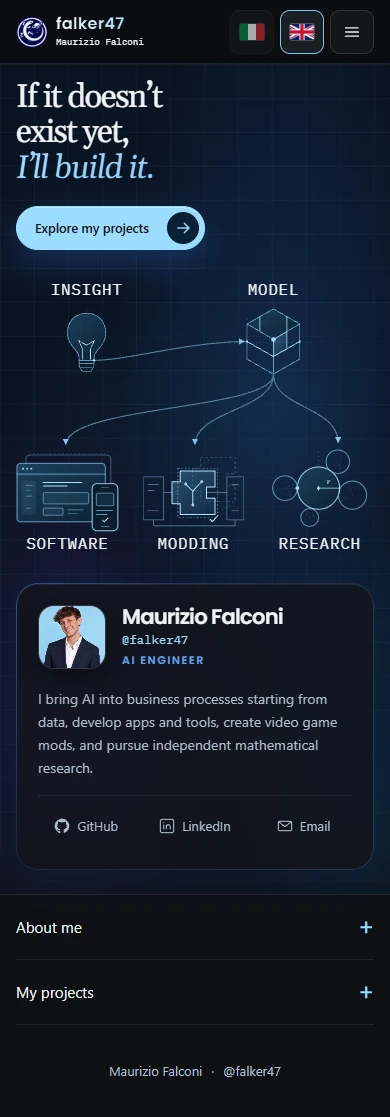 falker47
Maurizio Falconi
If it doesn’t
exist yet,
I’ll build it.
Explore my projects
INSIGHT
MODEL
r
SOFTWARE
MODDING
RESEARCH
Maurizio Falconi
@falker47
AI ENGINEER
I bring AI into business processes starting from
data, develop apps and tools, create video game
mods, and pursue independent mathematical
research.
GitHub
LinkedIn
Email
About me
My projects
Maurizio Falconi · @falker47